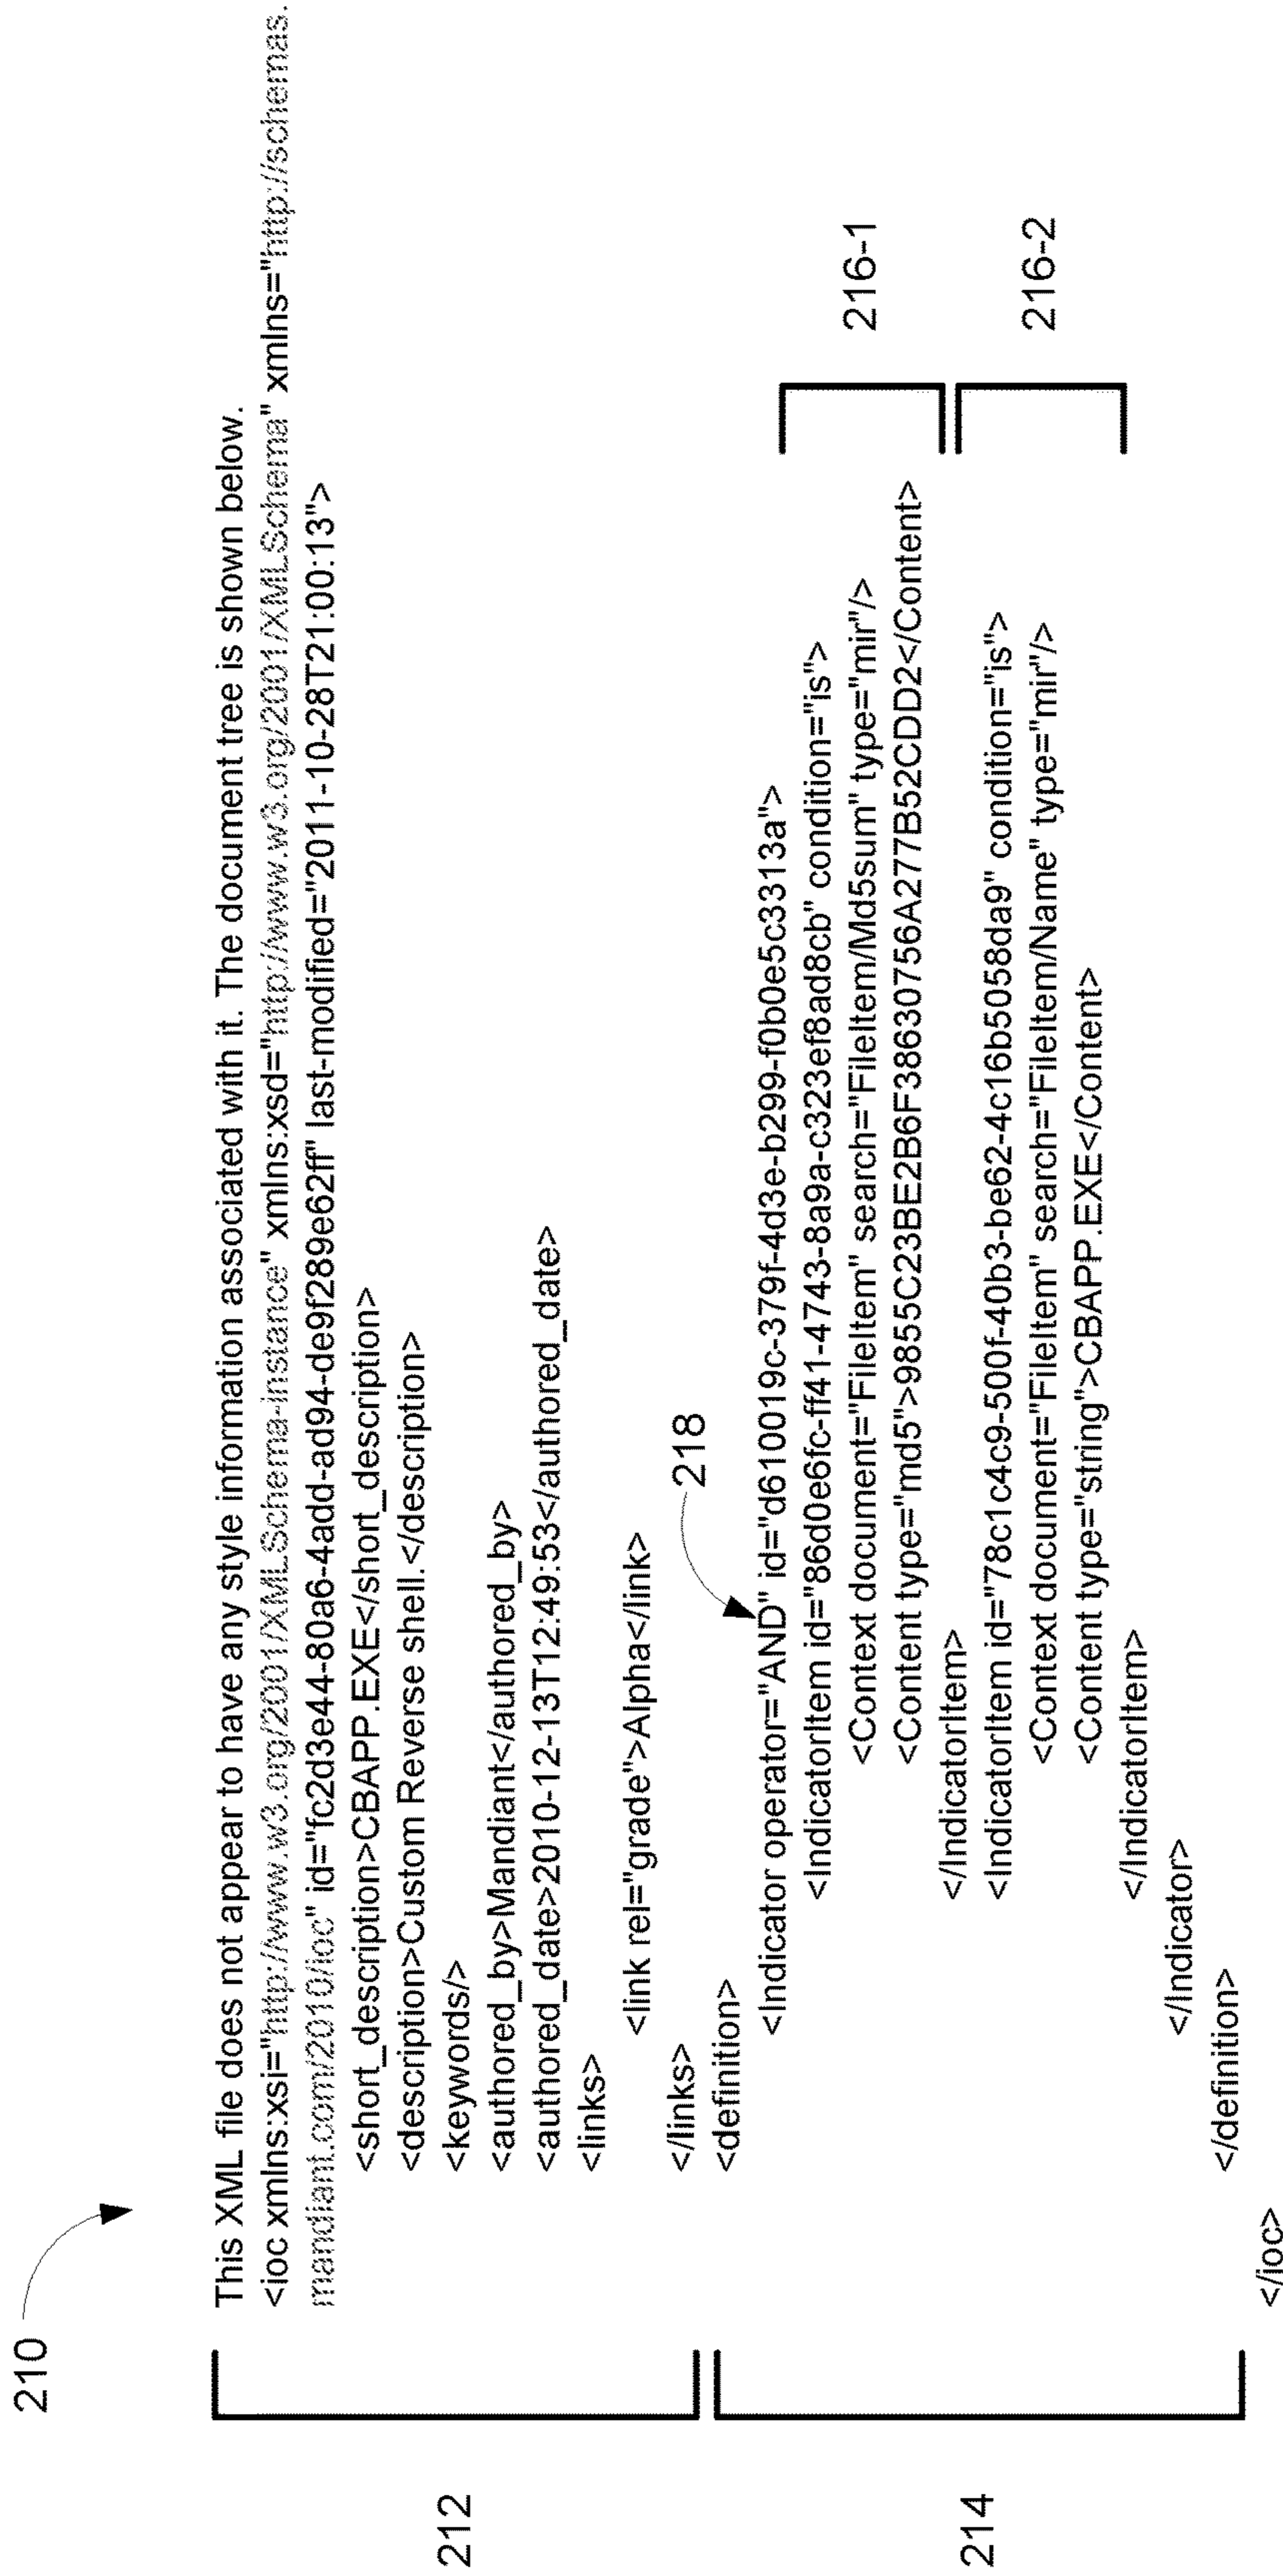 210
This XML file does not appear to have any style information associated with it. The document tree is shown below.
<ioc xmlns:xsi="http://www.w3.org/2001/XMLSchema-instance" xmlns:xsd="http://www.w3.org/2001/XMLSchema" xmlns="http://schemas.
mandiant.com/2010/ioc" id="fc2d3e44-80a6-4add-ad94-de9f289e62ff" last-modified="2011-10-28T21:00:13">
<short_description>CBAPP.EXE</short_description>
<description>Custom Reverse shell.</description>
<keywords/>
212
<authored_by>Mandiant</authored_by>
<authored_date>2010-12-13T12:49:53</authored_date>
<links>
<link rel="grade">Alpha</link>
</links>
218
<definition>
<Indicator operator="AND" id="d610019c-379f-4d3e-b299-f0b0e5c3313a">
<IndicatorItem id="86d0e6fc-ff41-4743-8a9a-c323ef8ad8cb" condition="is">
<Context document="FileItem" search="FileItem/Md5sum" type="mir"/>
216-1
<Content type="md5">9855C23BE2B6F38630756A277B52CDD2</Content>
</IndicatorItem>
214
<IndicatorItem id="78c1c4c9-500f-40b3-be62-4c16b5058da9" condition="is">
<Context document="FileItem" search="FileItem/Name" type="mir"/>
216-2
<Content type="string">CBAPP.EXE</Content>
</IndicatorItem>
</Indicator>
</definition>
</ioc>